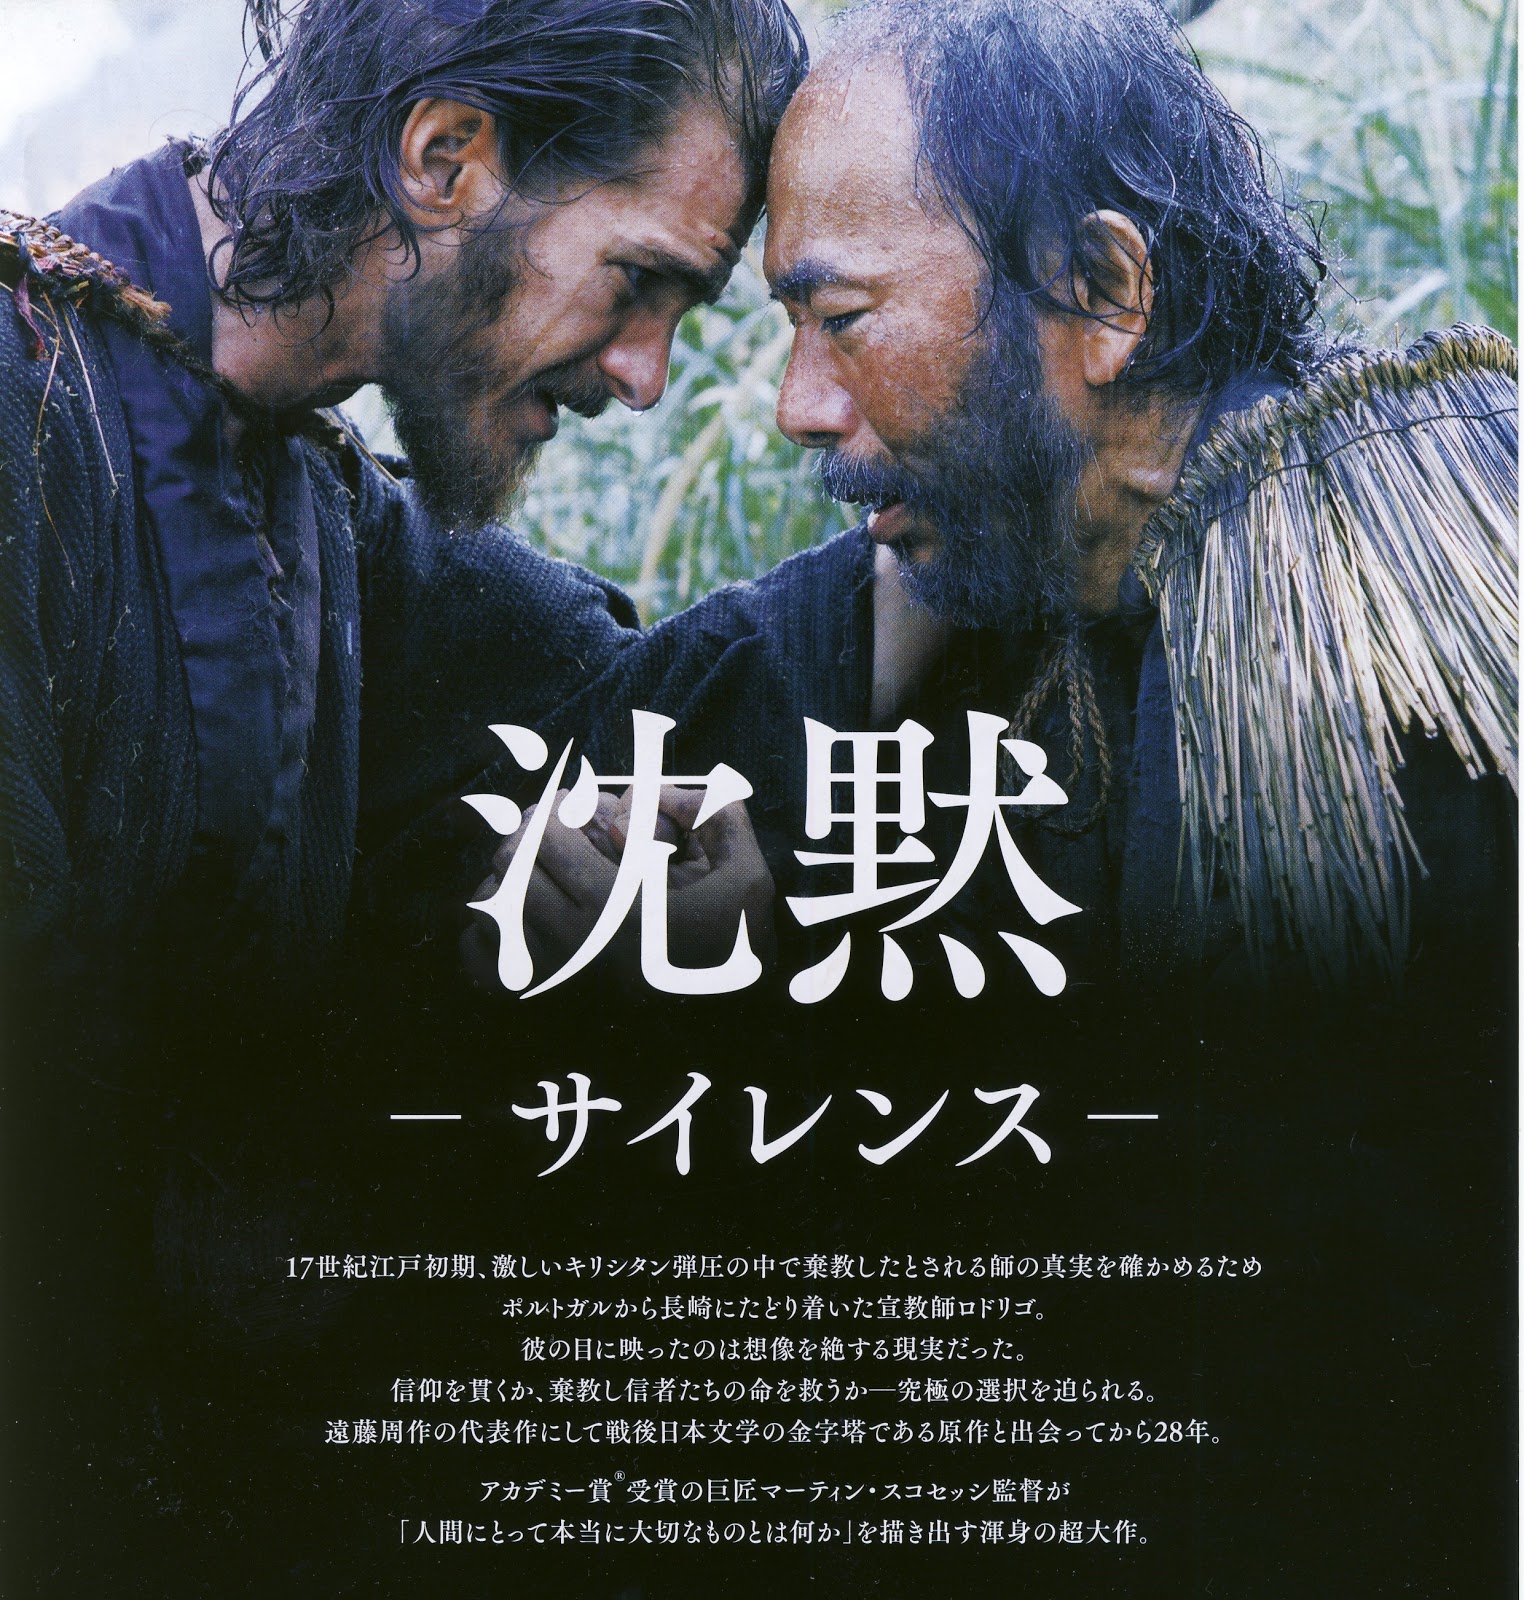 沈黙
― サイレンス ―
17世紀江戸初期、激しいキリシタン弾圧の中で棄教したとされる師の真実を確かめるため
ポルトガルから長崎にたどり着いた宣教師ロドリゴ。
彼の目に映ったのは想像を絶する現実だった。
信仰を貫くか、棄教し信者たちの命を救うか―究極の選択を迫られる。
遠藤周作の代表作にして戦後日本文学の金字塔である原作と出会ってから28年。
アカデミー賞®受賞の巨匠マーティン・スコセッシ監督が
「人間にとって本当に大切なものとは何か」を描き出す渾身の超大作。